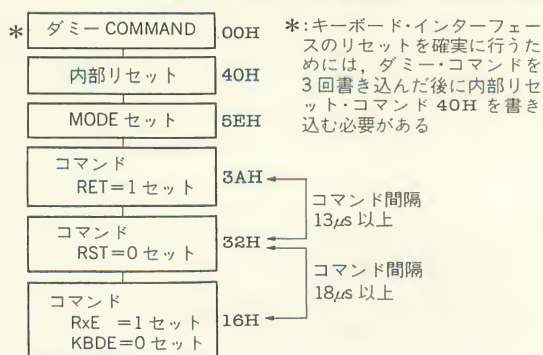 * ダミー COMMAND 00H
内部リセット 40H
MODE セット 5EH
コマンド
RET=1 セット 3AH
コマンド
RST=0 セット 32H
コマンド
RxE =1 セット
KBDE=0 セット 16H
コマンド間隔
13μs 以上
コマンド間隔
18μs 以上
*:キーボード・インターフェー
スのリセットを確実に行うた
めには,ダミー・コマンドを
3回書き込んだ後に内部リセ
ット・コマンド 40H を書き
込む必要がある